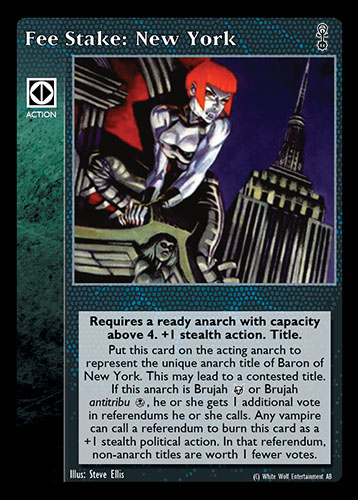 Fee Stake: New York
ACTION
Requires a ready anarch with capacity
above 4. +1 stealth action. Title.
Put this card on the acting anarch to
represent the unique anarch title of Baron of
New York. This may lead to a contested title.
If this anarch is Brujah or Brujah
antitribu , he or she gets 1 additional vote
in referendums he or she calls. Any vampire
can call a referendum to burn this card as a
+1 stealth political action. In that referendum,
non-anarch titles are worth 1 fewer votes.
Illus: Steve Ellis
(C) White Wolf Entertainment AB